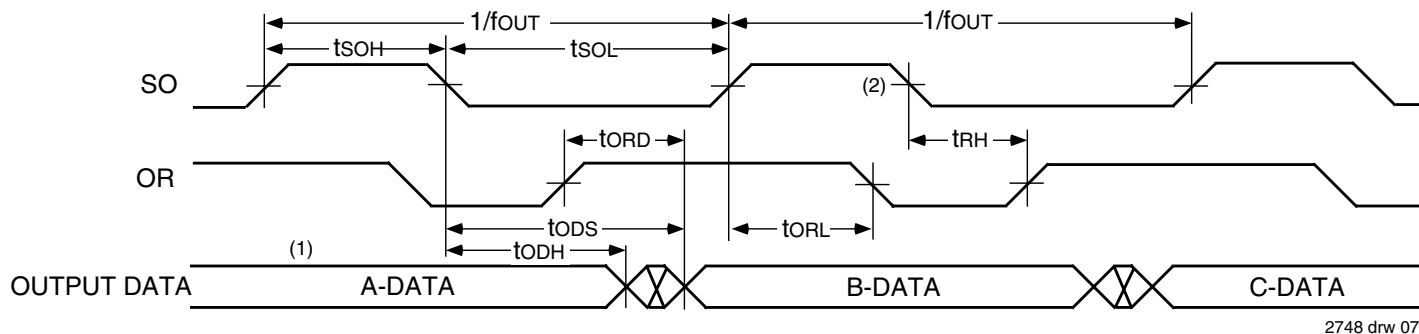 1/fOUT 1/fOUT
tSOH tSOL
SO (2)
tORD tRH
OR
tODS tORL
(1) tODH
OUTPUT DATA A-DATA B-DATA C-DATA
2748 drw 07